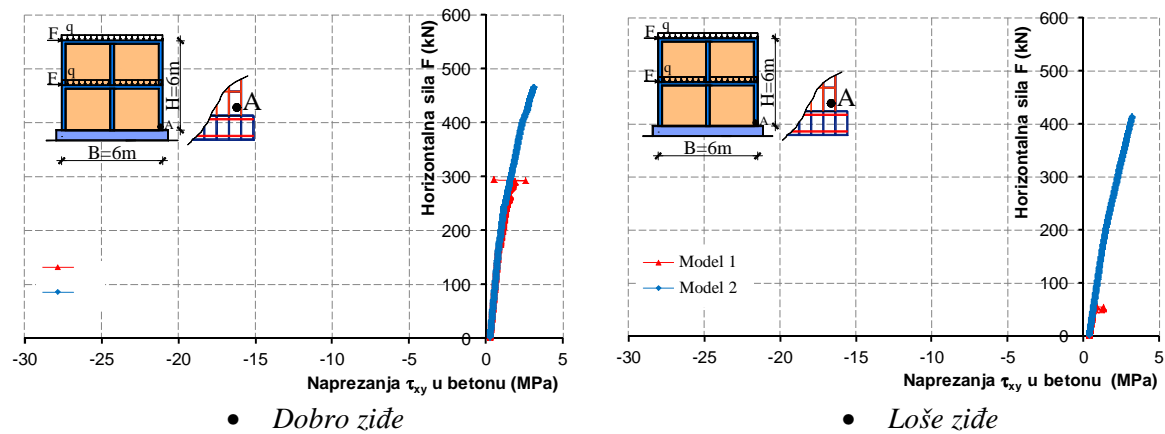 600
500
400
300
200
100
0
Horizontalna sila F (kN)
-30 -25 -20 -15 -10 -5 0 5
Naprezanja τxy u betonu (MPa)
F q
F q
H=6m
A
B=6m
A
• Dobro ziđe
600
500
400
300
200
100
0
Horizontalna sila F (kN)
-30 -25 -20 -15 -10 -5 0 5
Naprezanja τxy u betonu (MPa)
F q
F q
H=6m
A
B=6m
A
Model 1
Model 2
• Loše ziđe